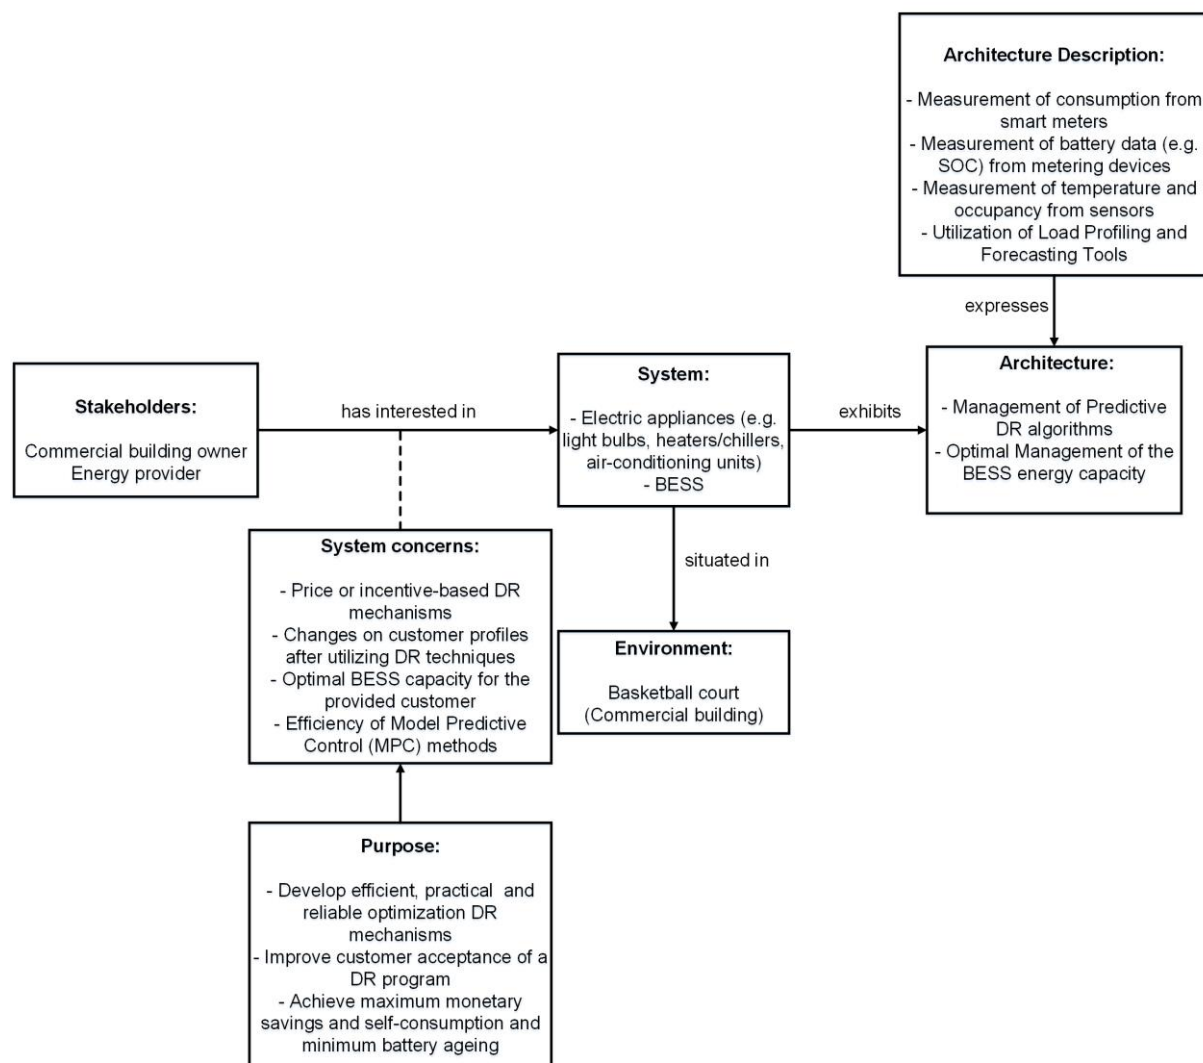 Architecture Description:
- Measurement of consumption from
smart meters
- Measurement of battery data (e.g.
SOC) from metering devices
- Measurement of temperature and
occupancy from sensors
- Utilization of Load Profiling and
Forecasting Tools
expresses
Stakeholders:
Commercial building owner
Energy provider
has interested in
System:
- Electric appliances (e.g.
light bulbs, heaters/chillers,
air-conditioning units)
- BESS
exhibits
Architecture:
- Management of Predictive
DR algorithms
- Optimal Management of the
BESS energy capacity
situated in
System concerns:
- Price or incentive-based DR
mechanisms
- Changes on customer profiles
after utilizing DR techniques
- Optimal BESS capacity for the
provided customer
- Efficiency of Model Predictive
Control (MPC) methods
Environment:
Basketball court
(Commercial building)
Purpose:
- Develop efficient, practical and
reliable optimization DR
mechanisms
- Improve customer acceptance of a
DR program
- Achieve maximum monetary
savings and self-consumption and
minimum battery ageing